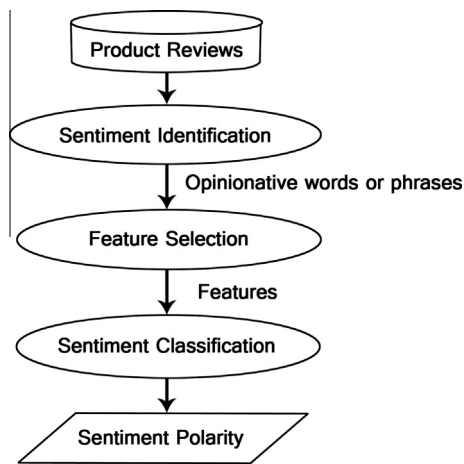 Product Reviews
Sentiment Identification
Opinionative words or phrases
Feature Selection
Features
Sentiment Classification
Sentiment Polarity